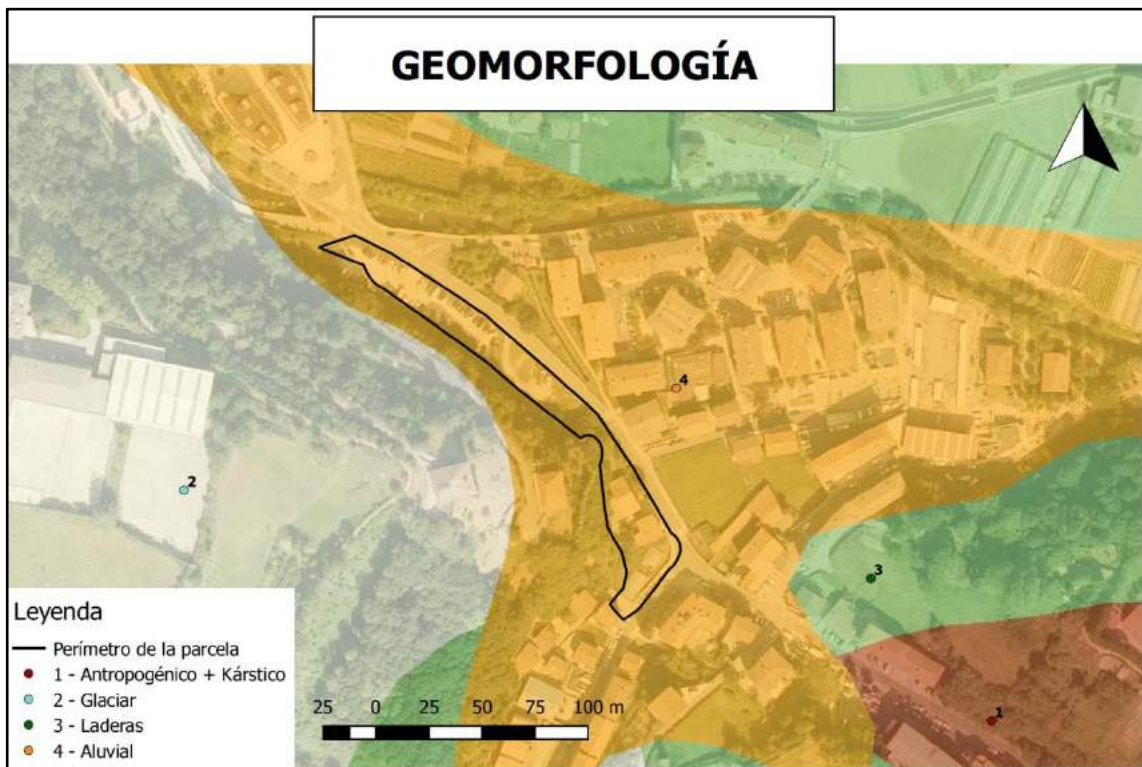 GEOMORFOLOGÍA
4
2
3
1
Leyenda
Perímetro de la parcela
1 - Antropogénico + Kárstico
2 - Glaciar
3 - Laderas
4 - Aluvial
25 0 25 50 75 100 m